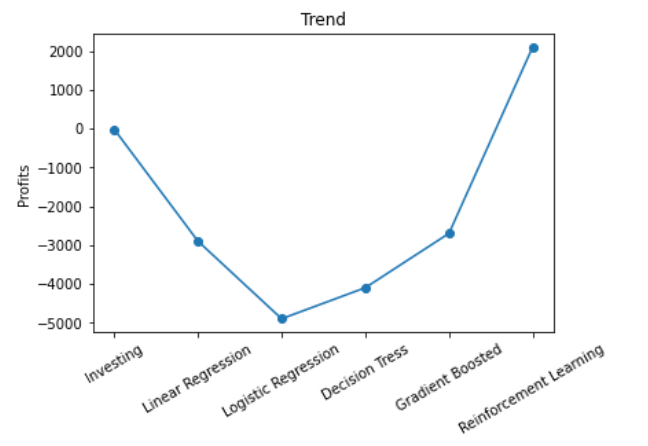 Trend
Profits
2000
1000
0
−1000
−2000
−3000
−4000
−5000
Investing
Linear Regression
Logistic Regression
Decision Tress
Gradient Boosted
Reinforcement Learning